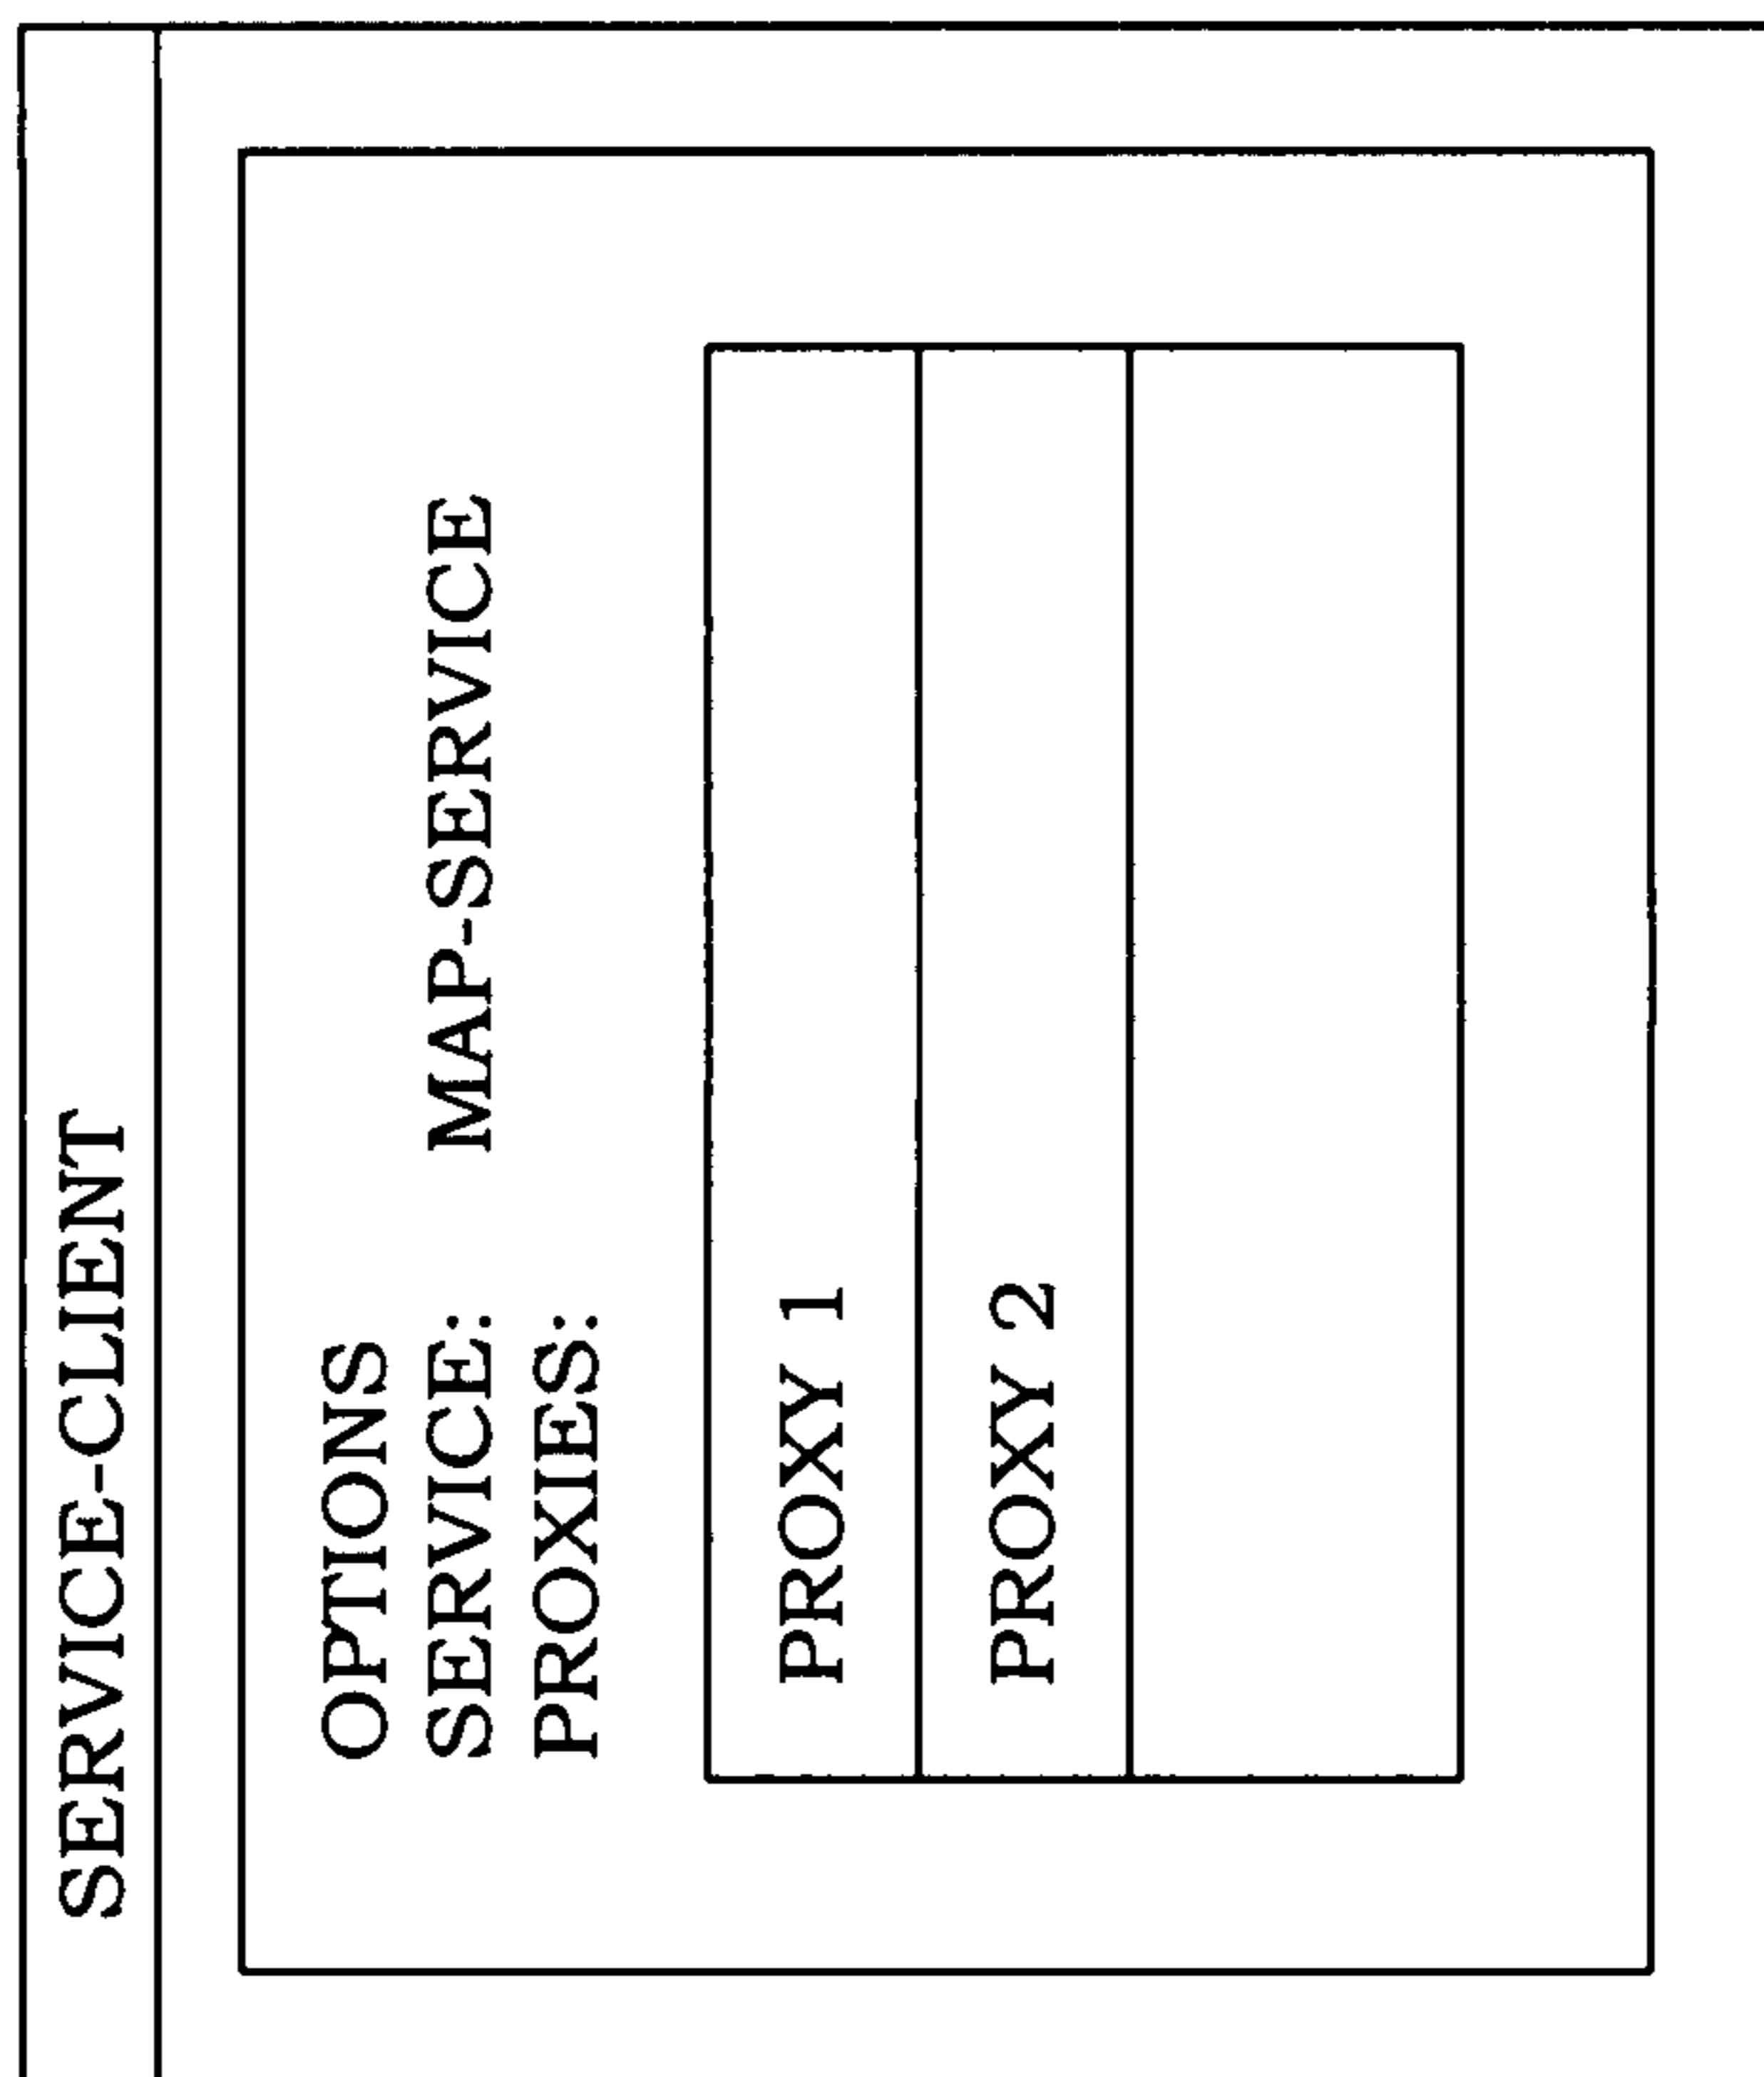 SERVICE-CLIENT
OPTIONS
SERVICE: MAP-SERVICE
PROXIES:
PROXY 1
PROXY 2